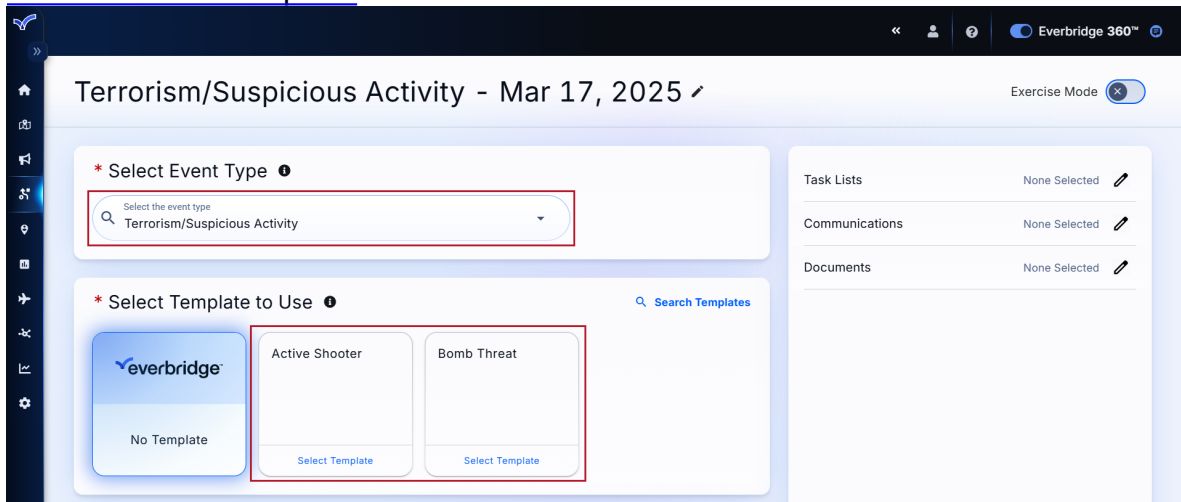 Everbridge 360™
Terrorism/Suspicious Activity - Mar 17, 2025
Exercise Mode
* Select Event Type
Select the event type
Terrorism/Suspicious Activity
* Select Template to Use
Search Templates
everbridge
No Template
Active Shooter
Select Template
Bomb Threat
Select Template
Task Lists None Selected
Communications None Selected
Documents None Selected